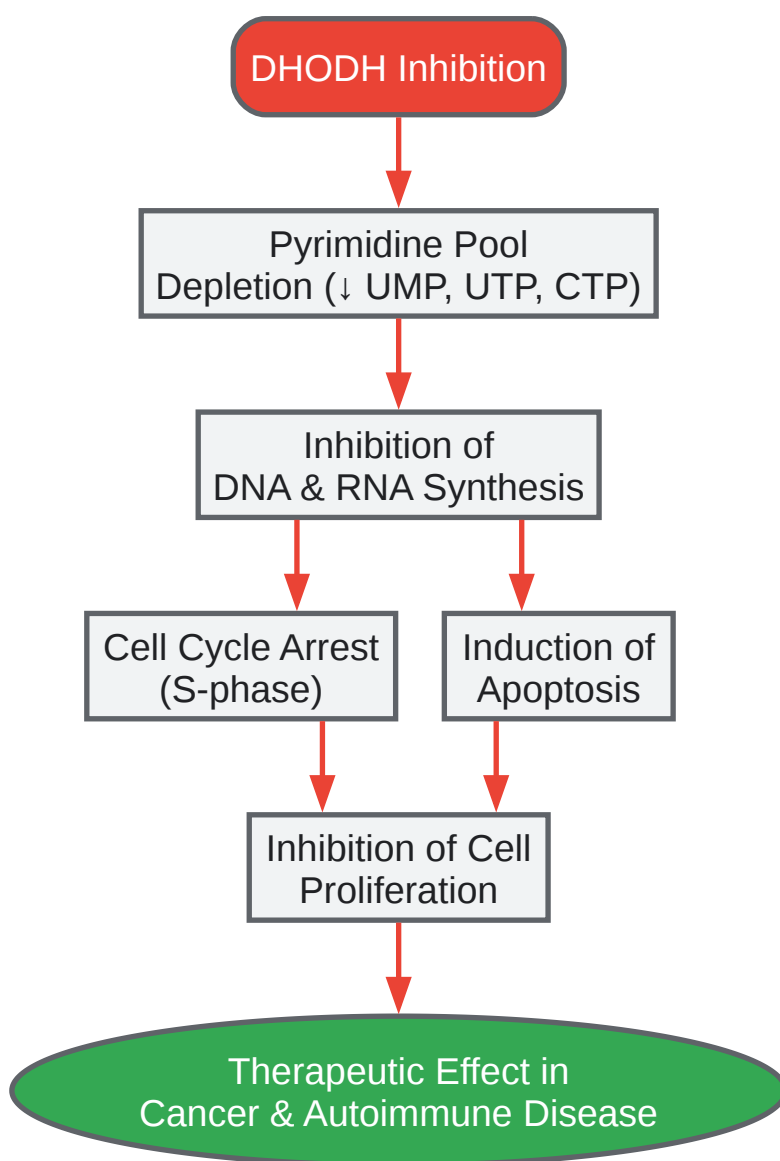 DHODH Inhibition
Pyrimidine Pool
Depletion (↓ UMP, UTP, CTP)
Inhibition of
DNA & RNA Synthesis
Cell Cycle Arrest
(S-phase)
Induction of
Apoptosis
Inhibition of Cell
Proliferation
Therapeutic Effect in
Cancer & Autoimmune Disease